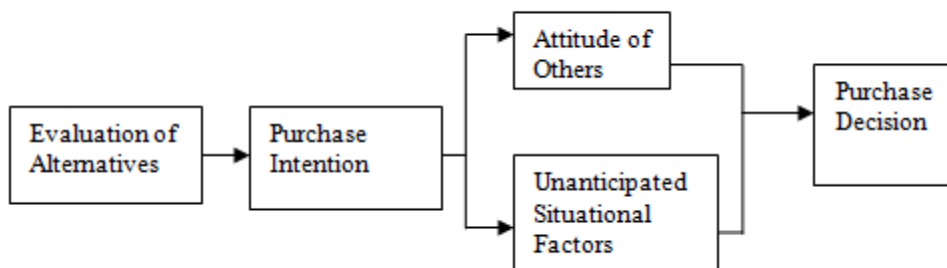 Evaluation of
Alternatives
Purchase
Intention
Attitude of
Others
Unanticipated
Situational
Factors
Purchase
Decision